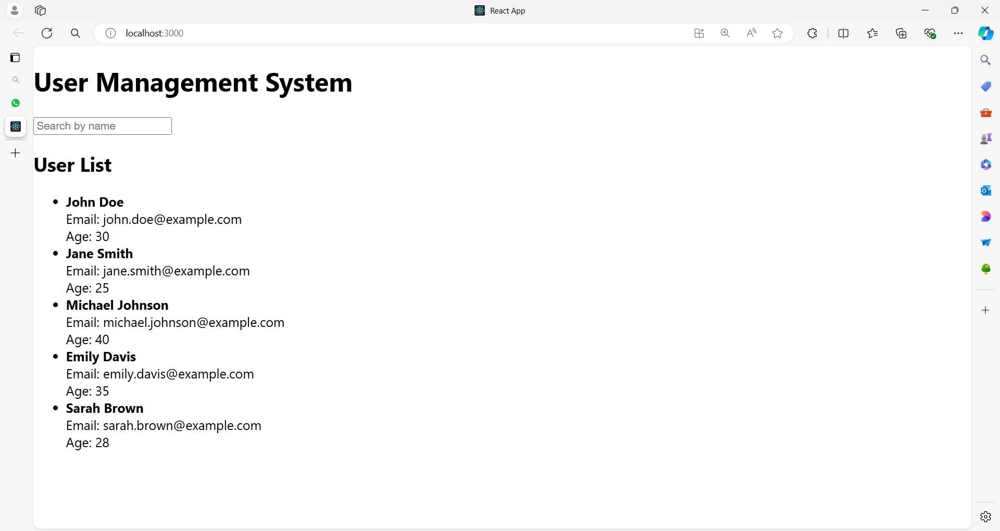 React App
localhost:3000
User Management System
Search by name
User List
John Doe
Email: john.doe@example.com
Age: 30
Jane Smith
Email: jane.smith@example.com
Age: 25
Michael Johnson
Email: michael.johnson@example.com
Age: 40
Emily Davis
Email: emily.davis@example.com
Age: 35
Sarah Brown
Email: sarah.brown@example.com
Age: 28